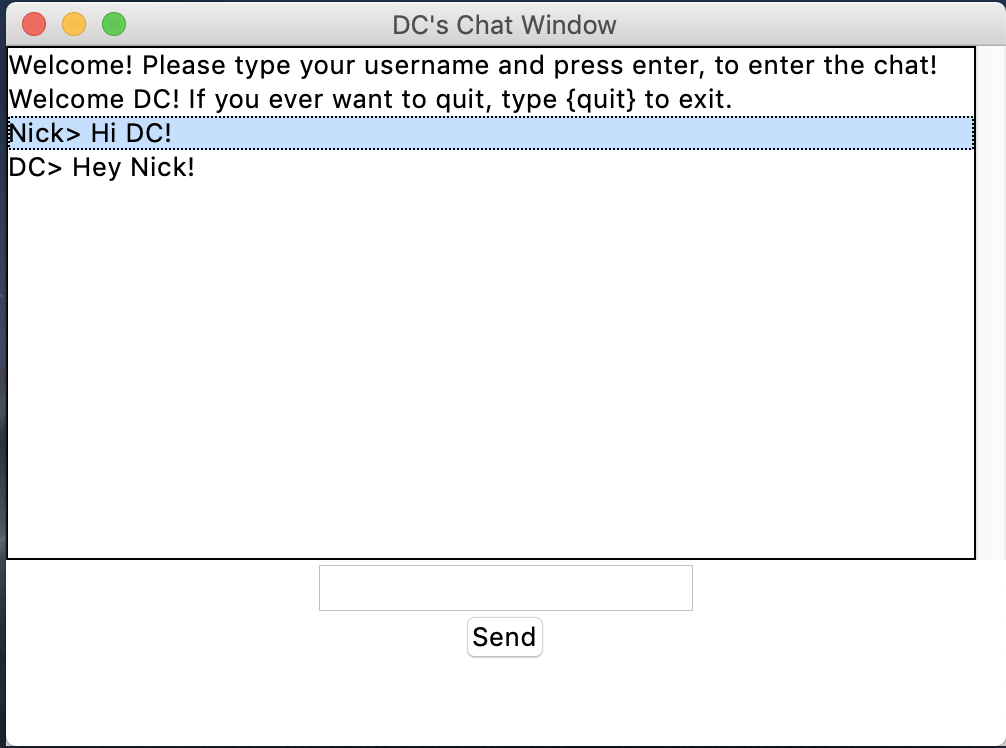 DC's Chat Window
Welcome! Please type your username and press enter, to enter the chat!
Welcome DC! If you ever want to quit, type {quit} to exit.
Nick> Hi DC!
DC> Hey Nick!
Send